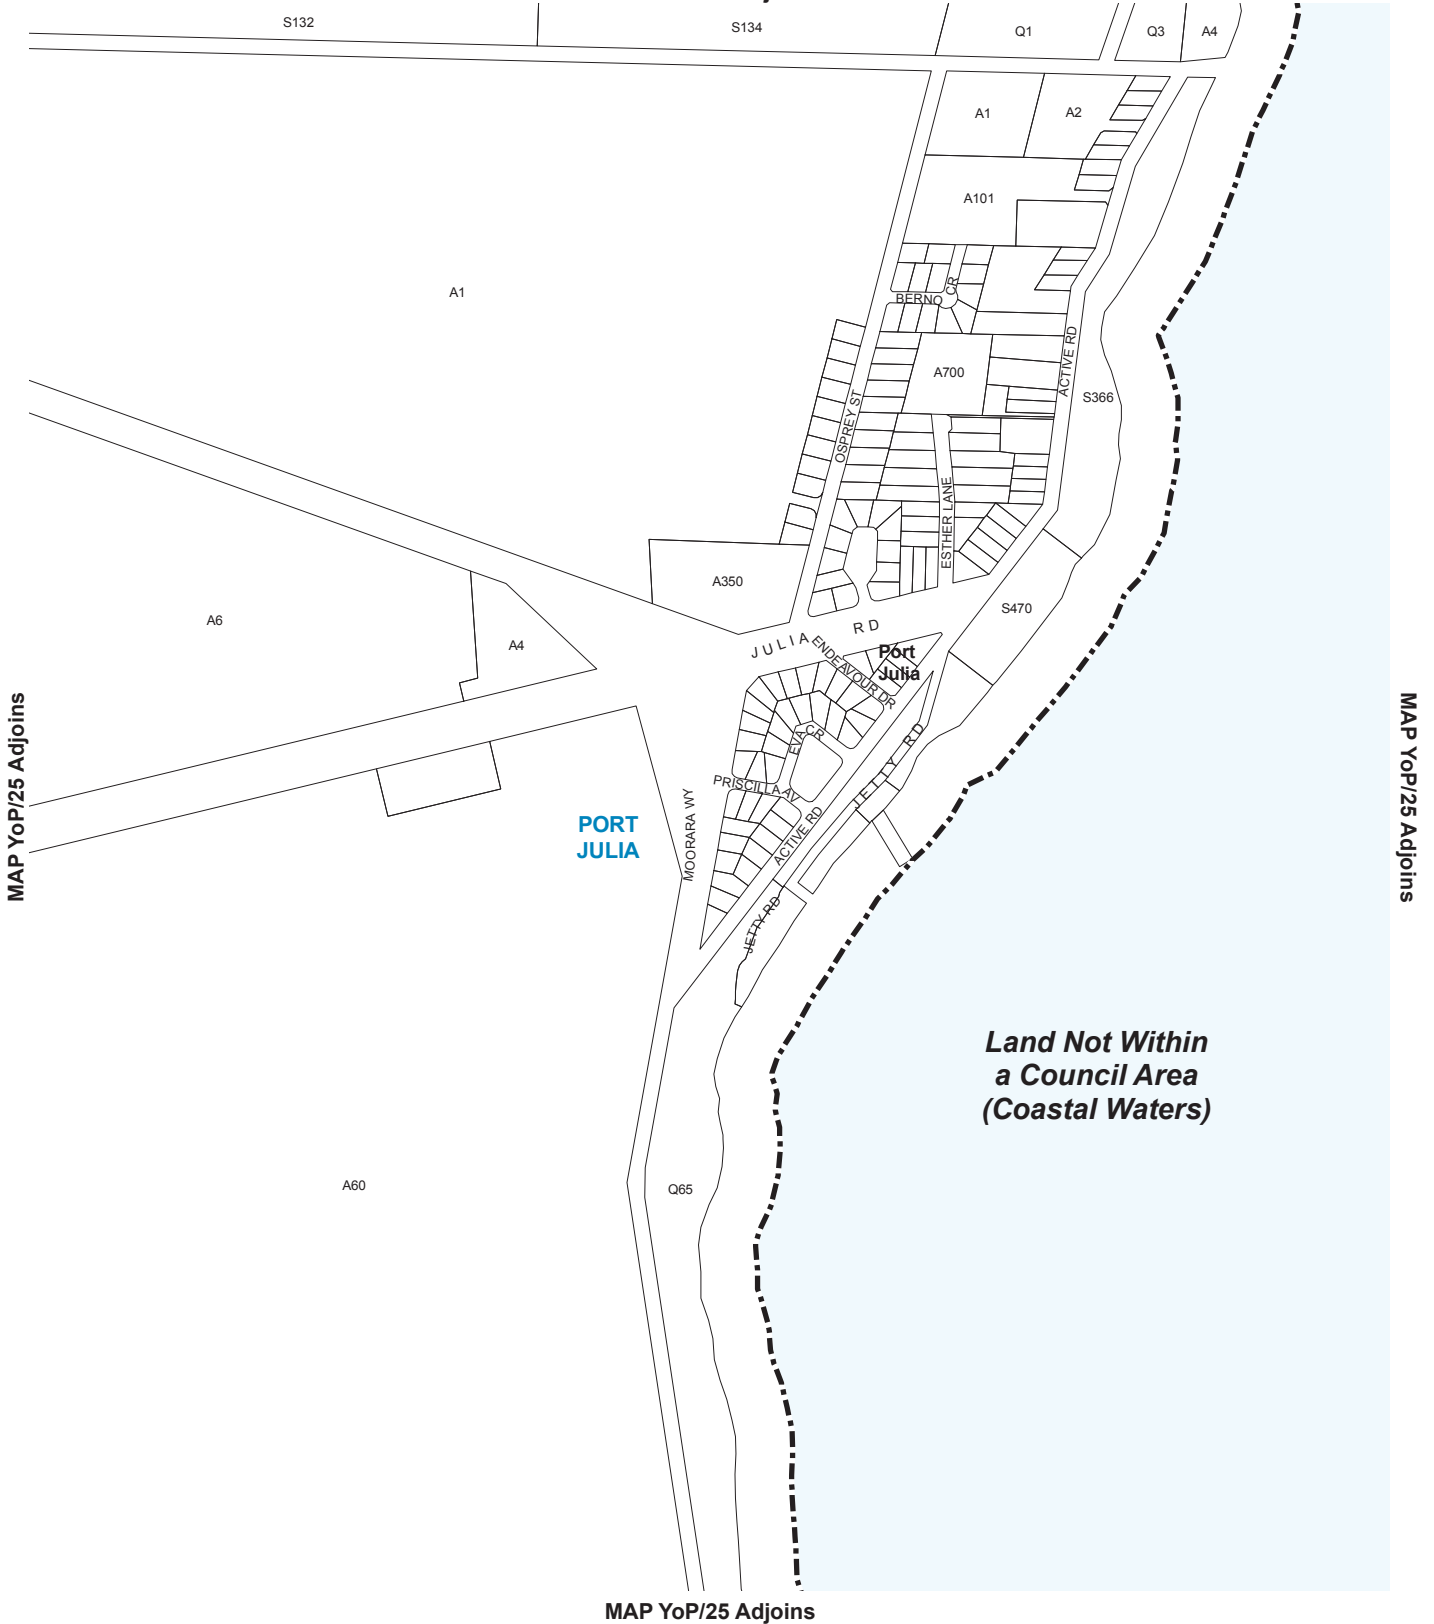 S132
S134
Q1
Q3
A4
A1
A2
A101
A1
BERNO CR
ACTIVE RD
A700
S366
OSPREY ST
ESTHER LANE
A350
A6
A4
S470
JULIA RD
ENDEAVOUR DR
Port
Julia
EVA CR
JETTY RD
PRISCILLA AV
MOORARA WY
ACTIVE RD
PORT
JULIA
JETTY RD
MAP YoP/25 Adjoins
MAP YoP/25 Adjoins
Land Not Within
a Council Area
(Coastal Waters)
A60
Q65
MAP YoP/25 Adjoins